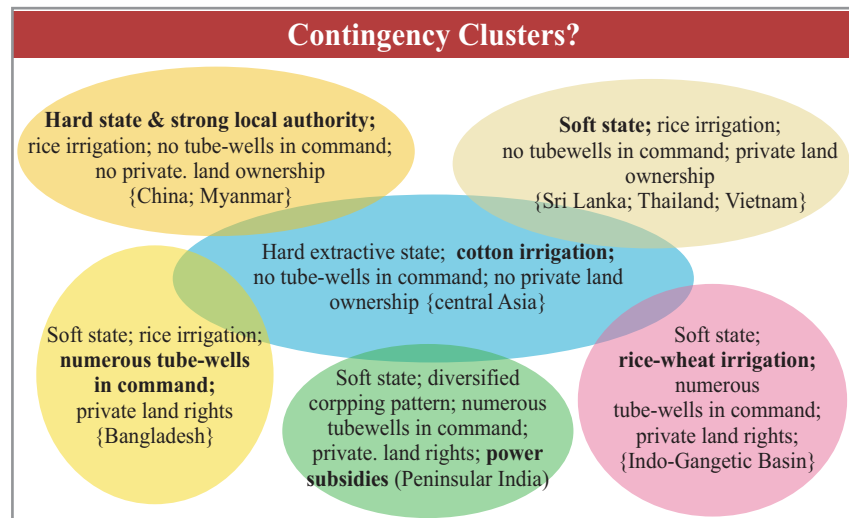 Contingency Clusters?
Hard state & strong local authority;
rice irrigation; no tube-wells in command;
no private. land ownership
{China; Myanmar}
Soft state; rice irrigation;
no tubewells in command; private land
ownership
{Sri Lanka; Thailand; Vietnam}
Hard extractive state; cotton irrigation;
no tube-wells in command; no private land
ownership {central Asia}
Soft state; rice irrigation;
numerous tube-wells
in command;
private land rights
{Bangladesh}
Soft state; diversified
corpping pattern; numerous
tubewells in command;
private. land rights; power
subsidies (Peninsular India)
Soft state;
rice-wheat irrigation;
numerous
tube-wells in command;
private land rights;
{Indo-Gangetic Basin}